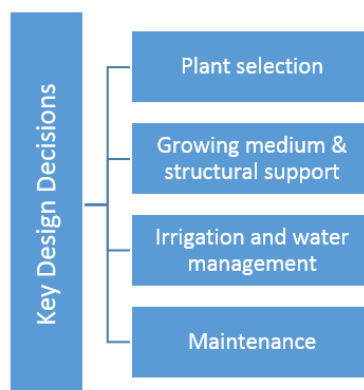 Key Design Decisions
Plant selection
Growing medium &
structural support
Irrigation and water
management
Maintenance